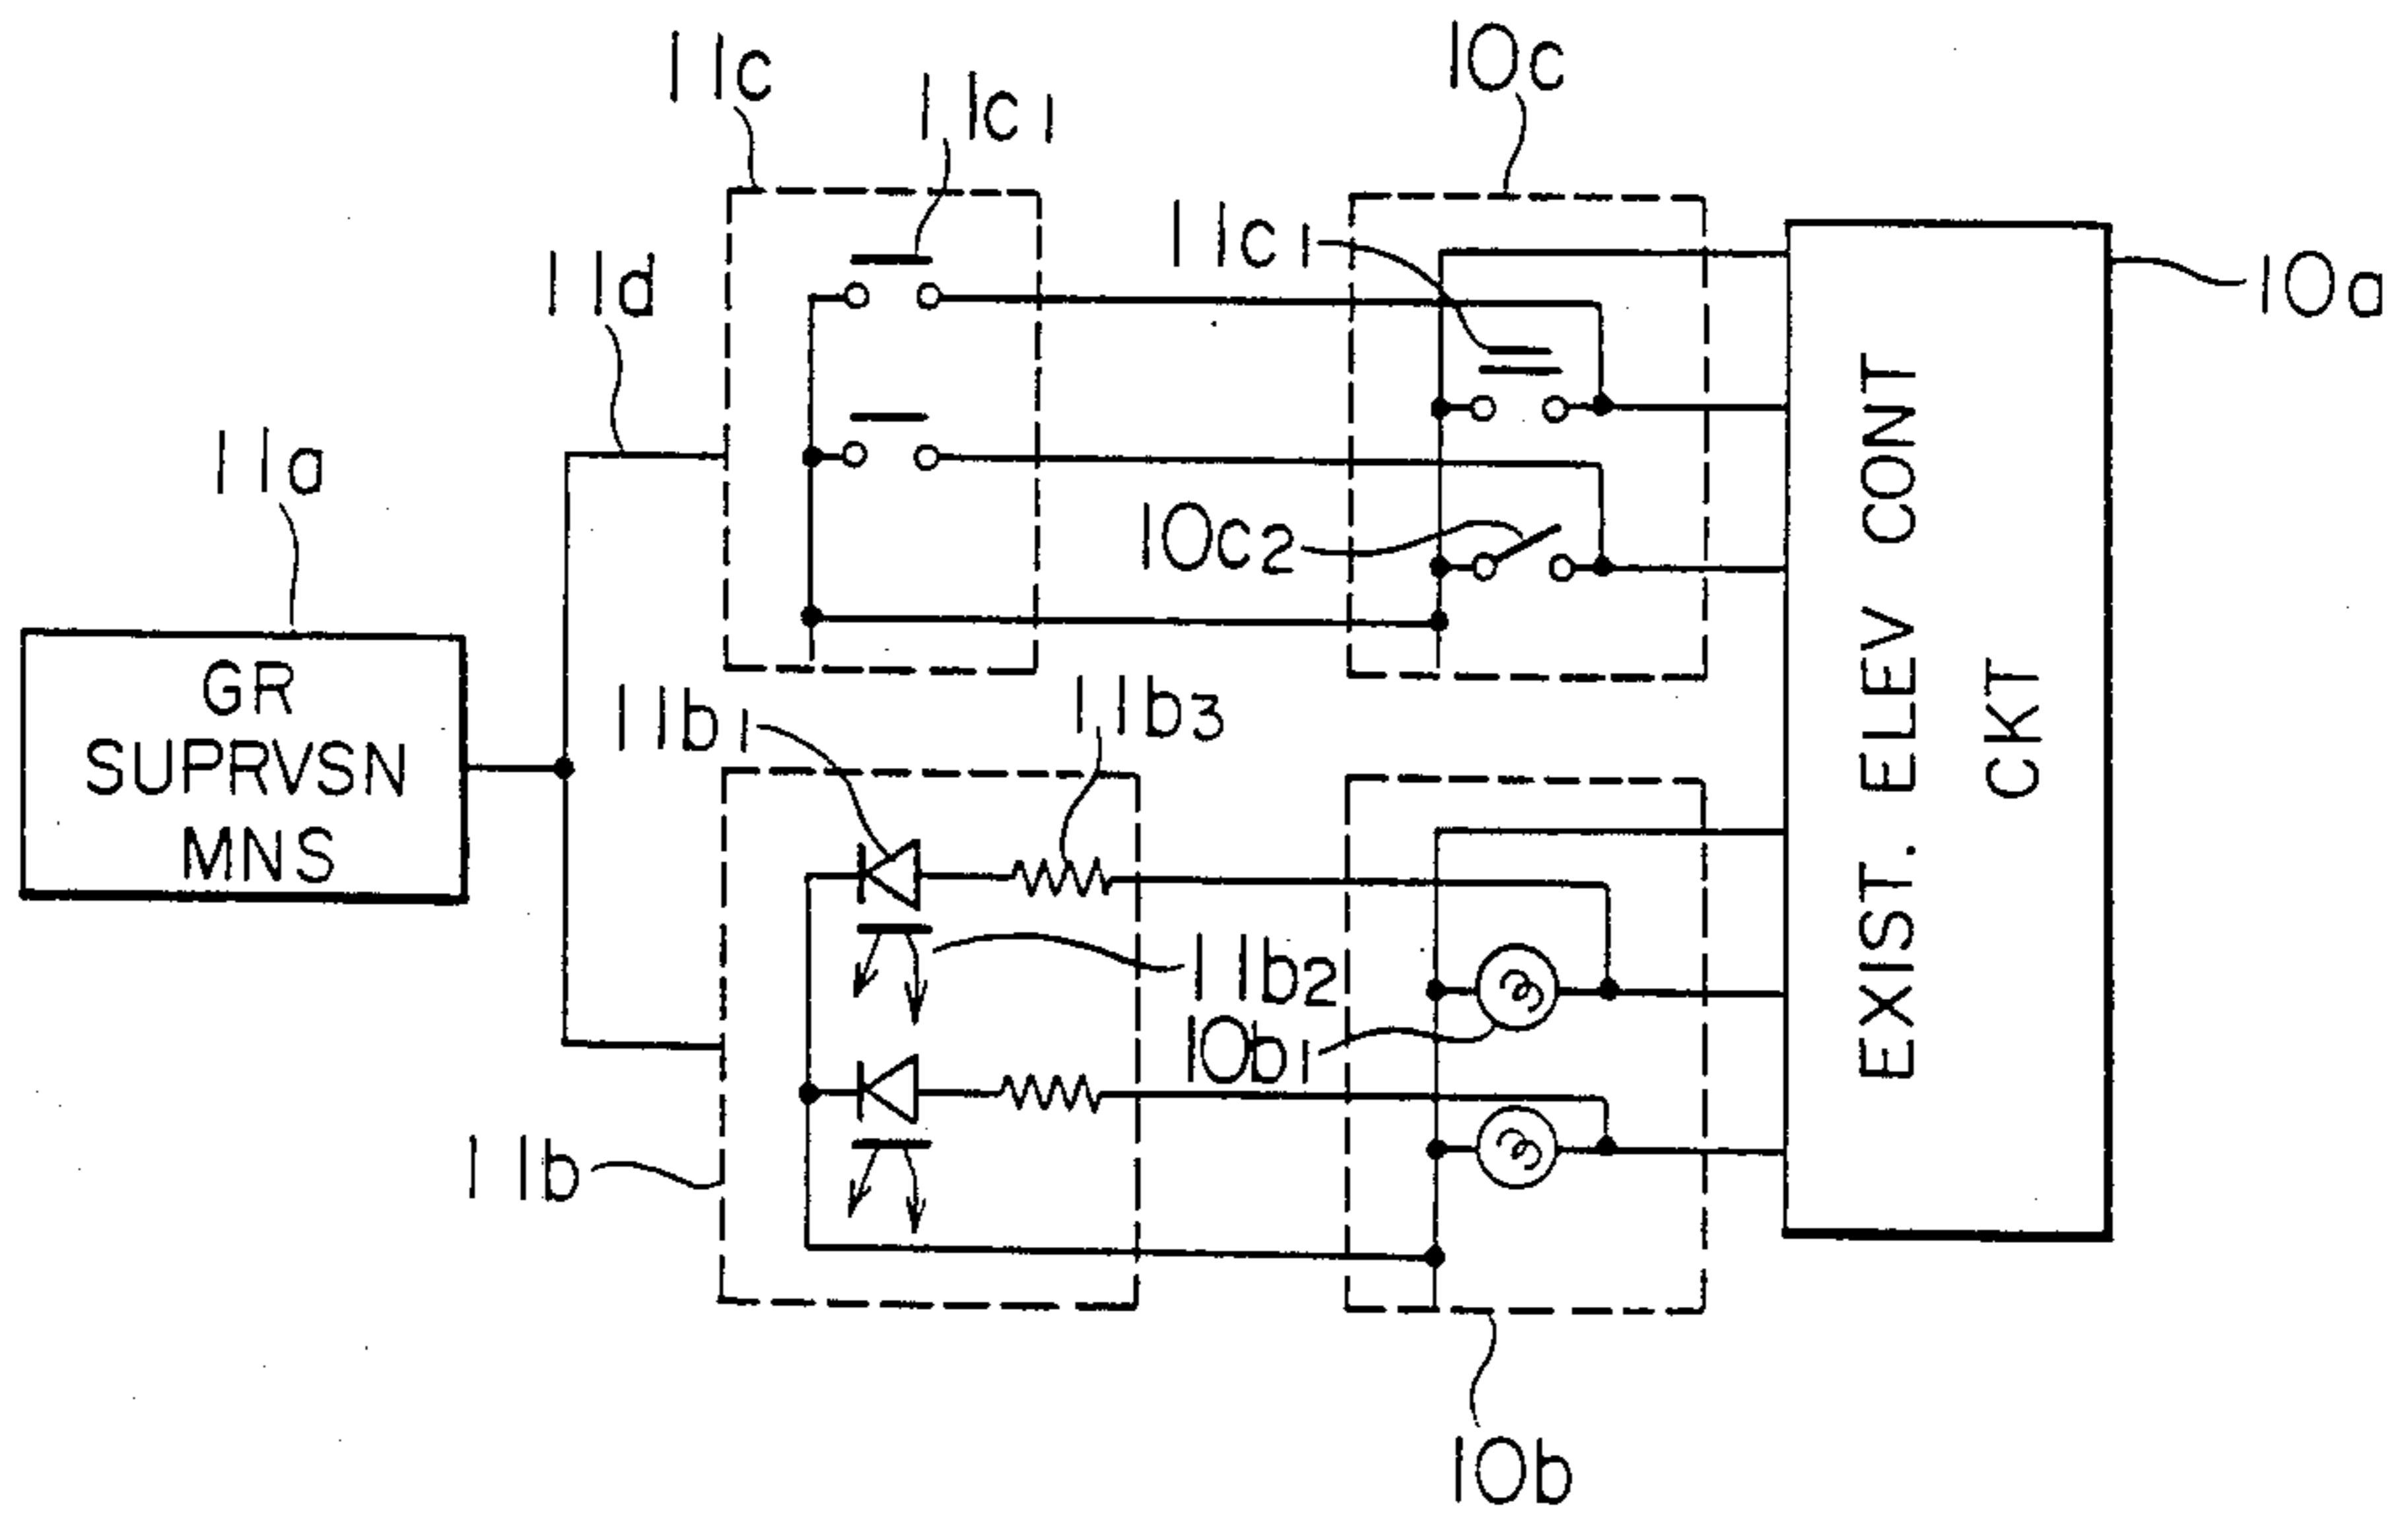 11c
11c1
10c
11c1
11d
10a
11a
10c2
GR
SUPRVSN
MNS
11b1
11b3
EXIST. ELEV CONT
CKT
11b2
10b1
11b
10b